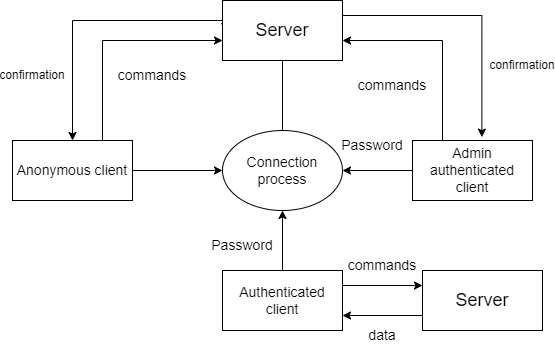 Server
confirmation
commands
commands
confirmation
Anonymous client
Connection
process
Password
Admin
authenticated
client
Password
commands
Authenticated
client
Server
data